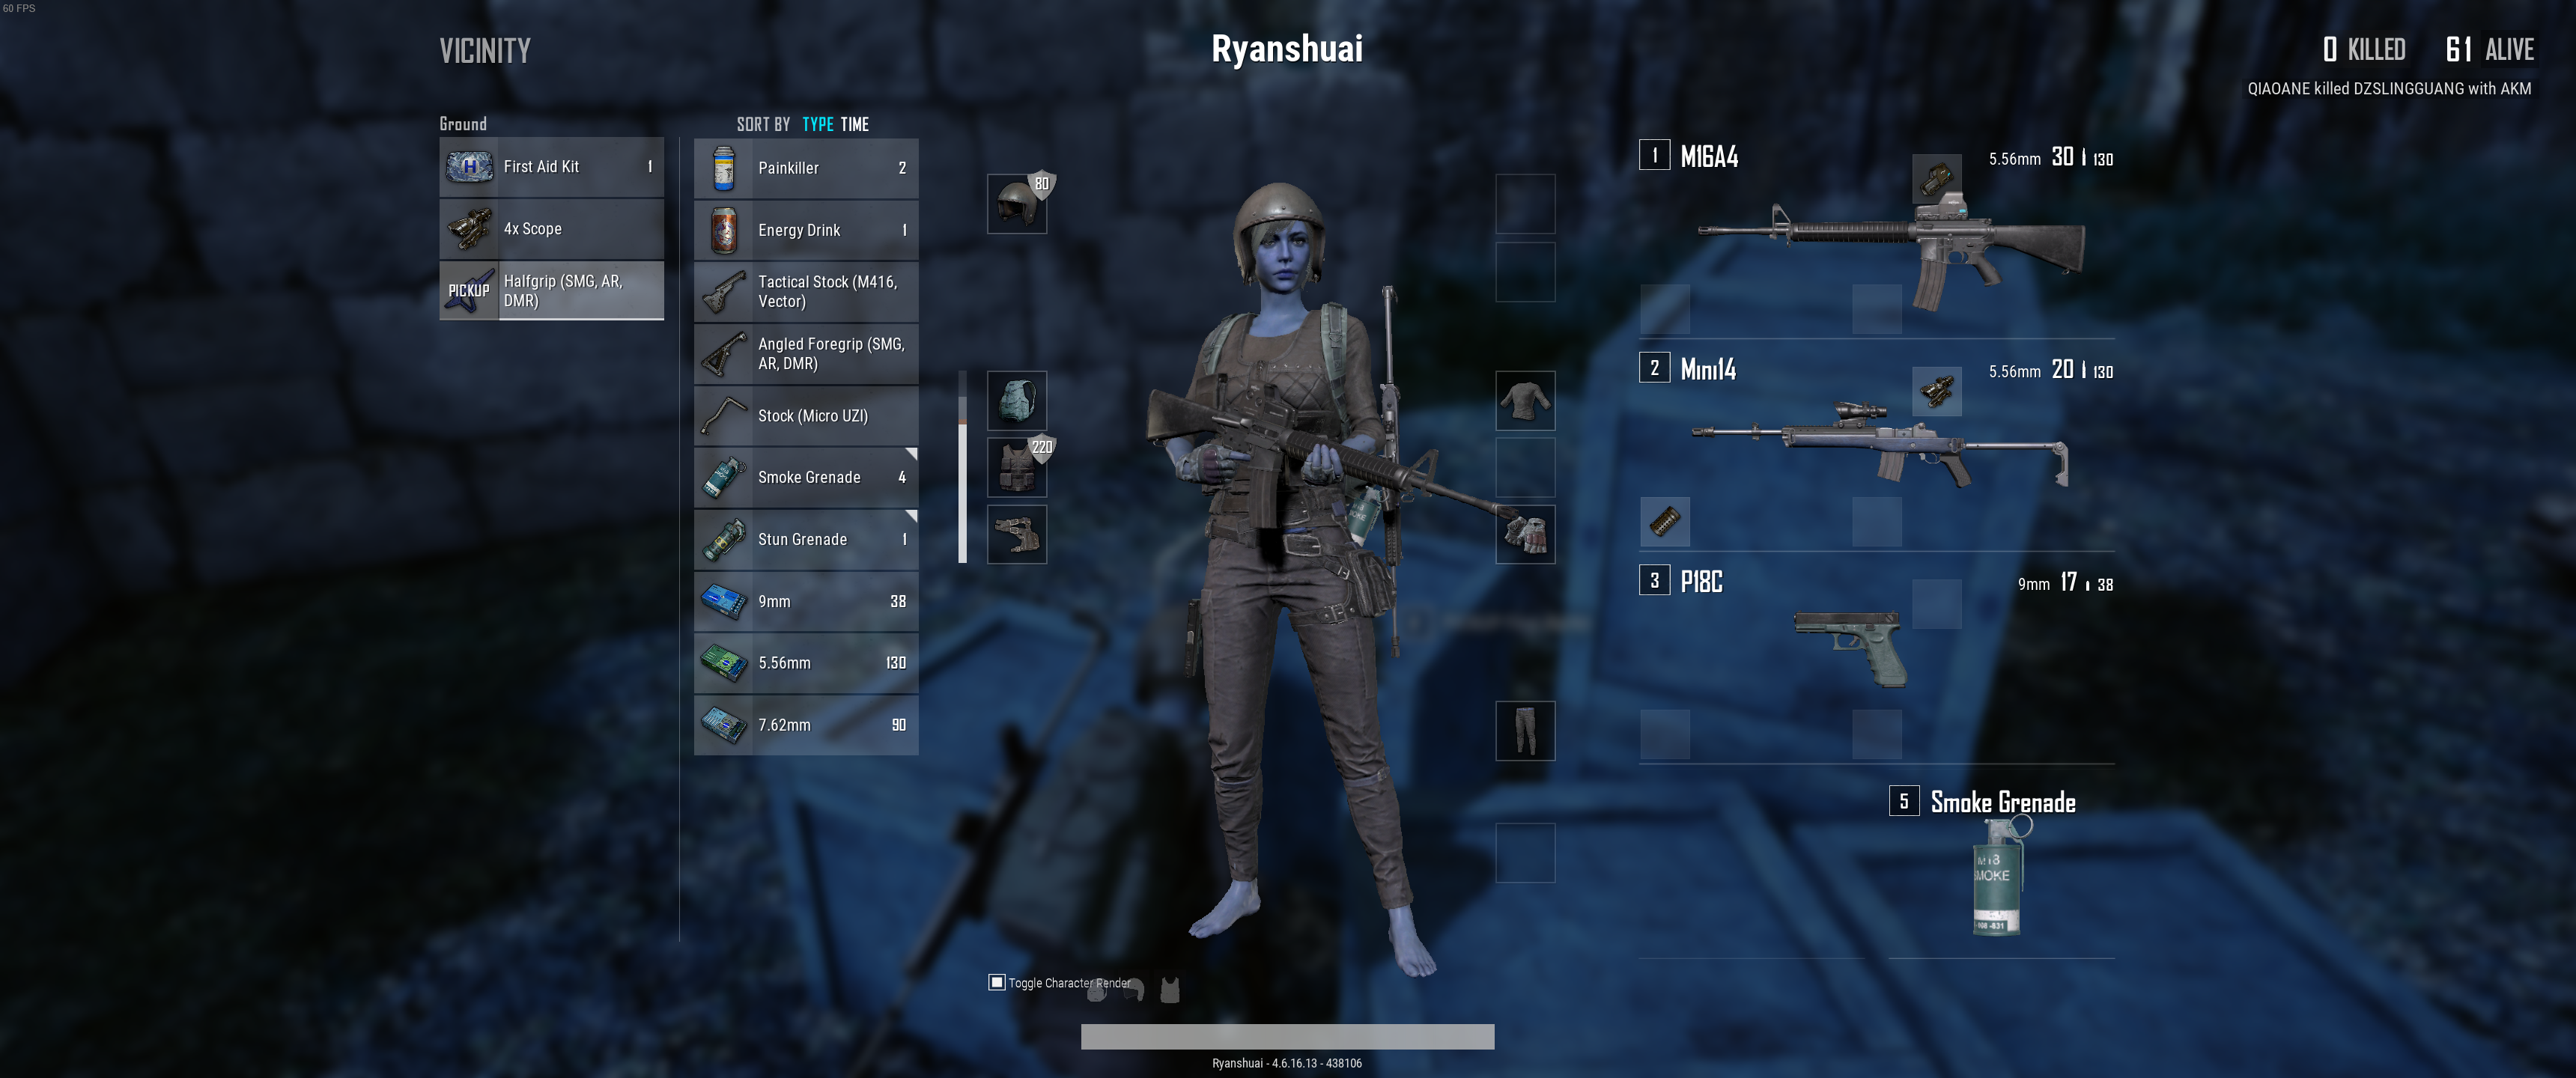 60 FPS
VICINITY
Ryanshuai
0 KILLED 61 ALIVE
QIAOANE killed DZSLINGGUANG with AKM
Ground
First Aid Kit 1
4x Scope
PICKUP
Halfgrip (SMG, AR,
DMR)
SORT BY TYPE TIME
Painkiller 2
Energy Drink 1
Tactical Stock (M416,
Vector)
Angled Foregrip (SMG,
AR, DMR)
Stock (Micro UZI)
Smoke Grenade 4
Stun Grenade 1
9mm 38
5.56mm 130
7.62mm 90
80
220
1 M16A4 5.56mm 30 130
2 Mini14 5.56mm 20 130
3 P18C 9mm 17 38
5 Smoke Grenade
M18
SMOKE
Toggle Character Render
Ryanshuai - 4.6.16.13 - 438106